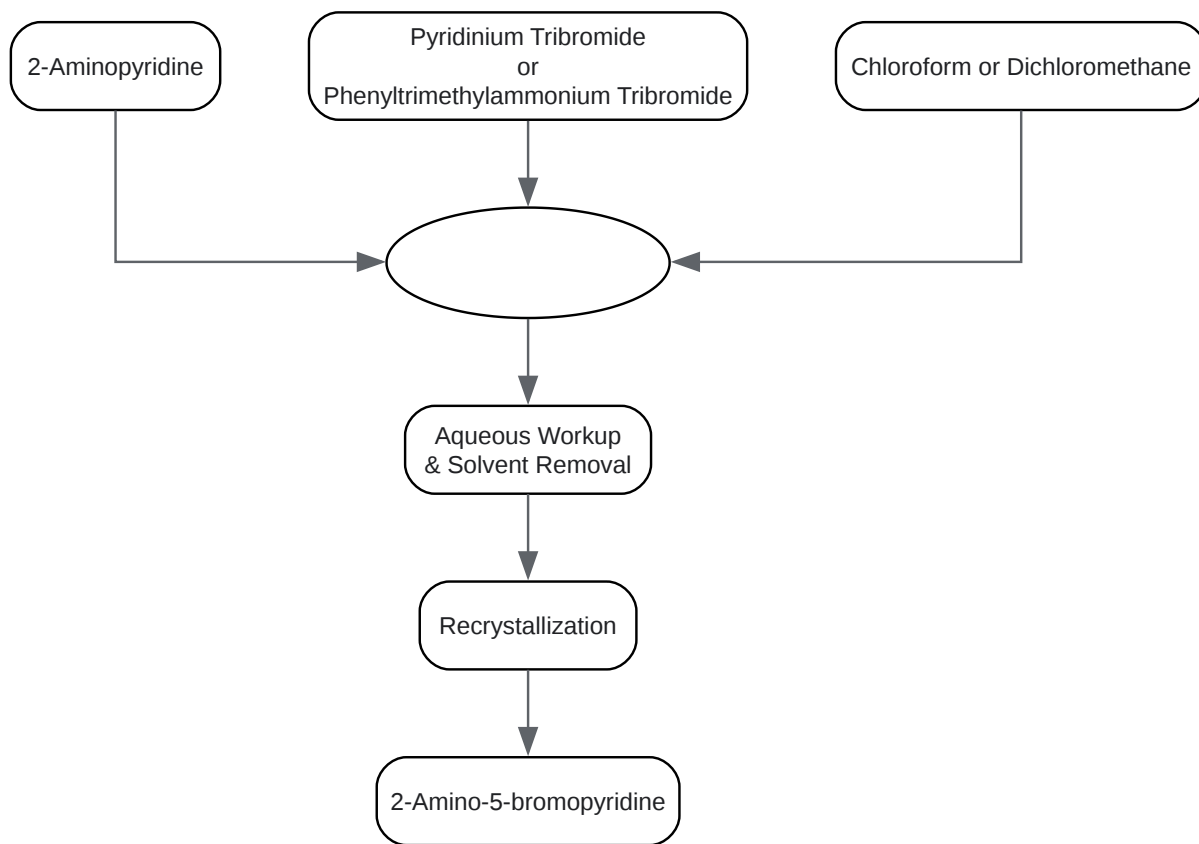 2-Aminopyridine
Pyridinium Tribromide
or
Phenyltrimethylammonium Tribromide
Chloroform or Dichloromethane
Aqueous Workup
& Solvent Removal
Recrystallization
2-Amino-5-bromopyridine